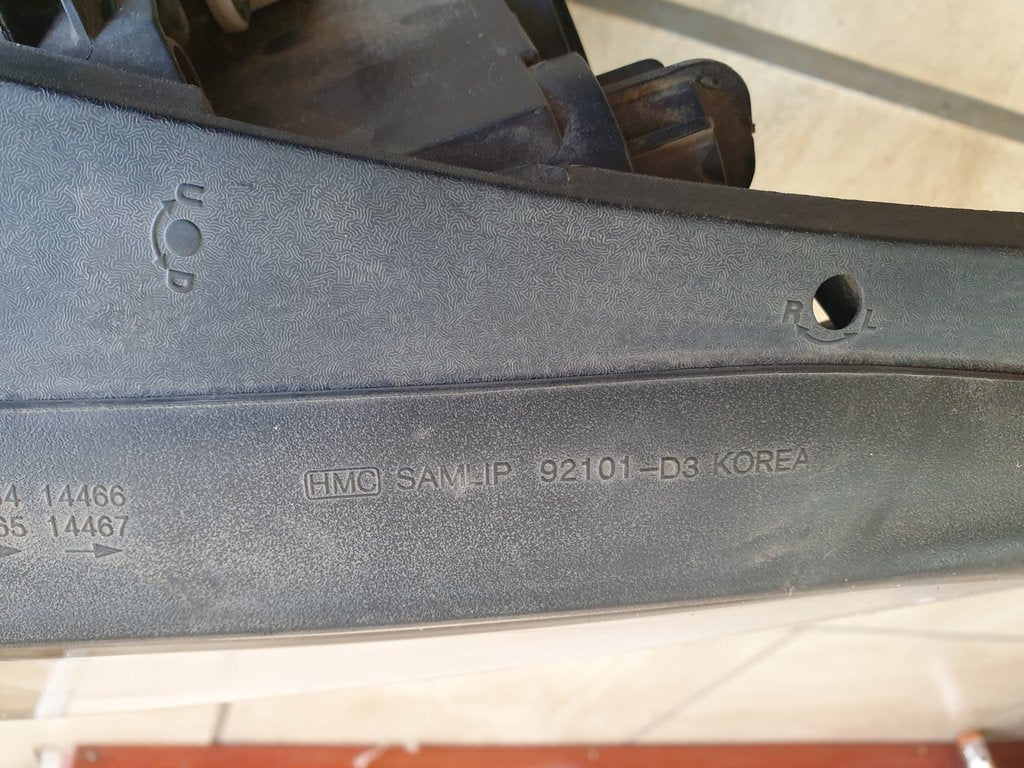 U
D
R L
HMC SAMLIP 92101-D3 KOREA
14466
14467